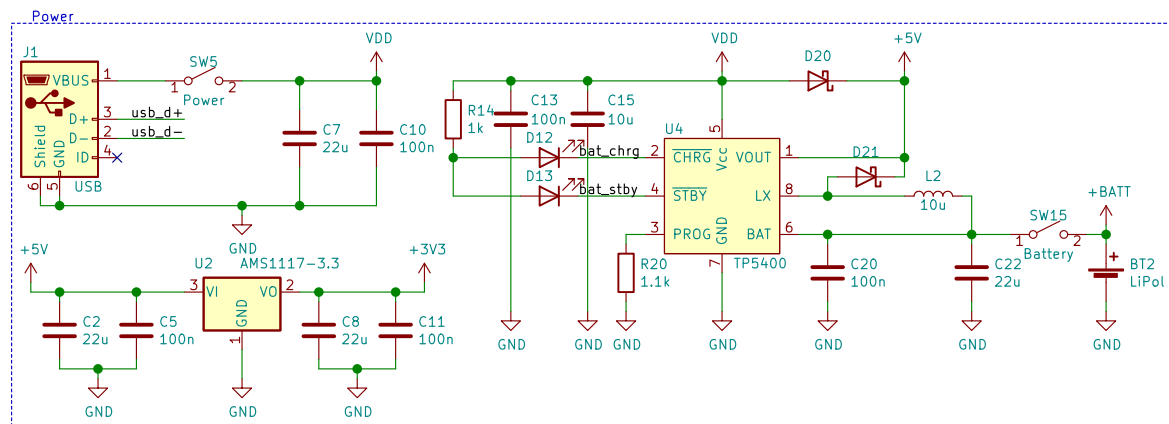 Power
J1
VBUS 1
D+ 3
D- 2
ID 4
Shield
GND
6
5
USB
usb_d+
usb_d-
SW5
1 2
Power
VDD
C7
22u
C10
100n
GND
+5V
U2
AMS1117-3.3
3 VI
VO 2
GND
1
+3V3
C2
22u
C5
100n
C8
22u
C11
100n
GND
GND
GND
VDD
+5V
D20
R14
1k
C13
100n
C15
10u
D12
bat_chrg
D13
bat_stby
U4
5
Vcc
2 CHRG
VOUT 1
4 STBY
LX 8
3 PROG
BAT 6
GND
7
TP5400
D21
L2
10u
R20
1.1k
C20
100n
C22
22u
SW15
1 2
Battery
+BATT
+
BT2
LiPol
GND
GND
GND
GND
GND
GND
GND